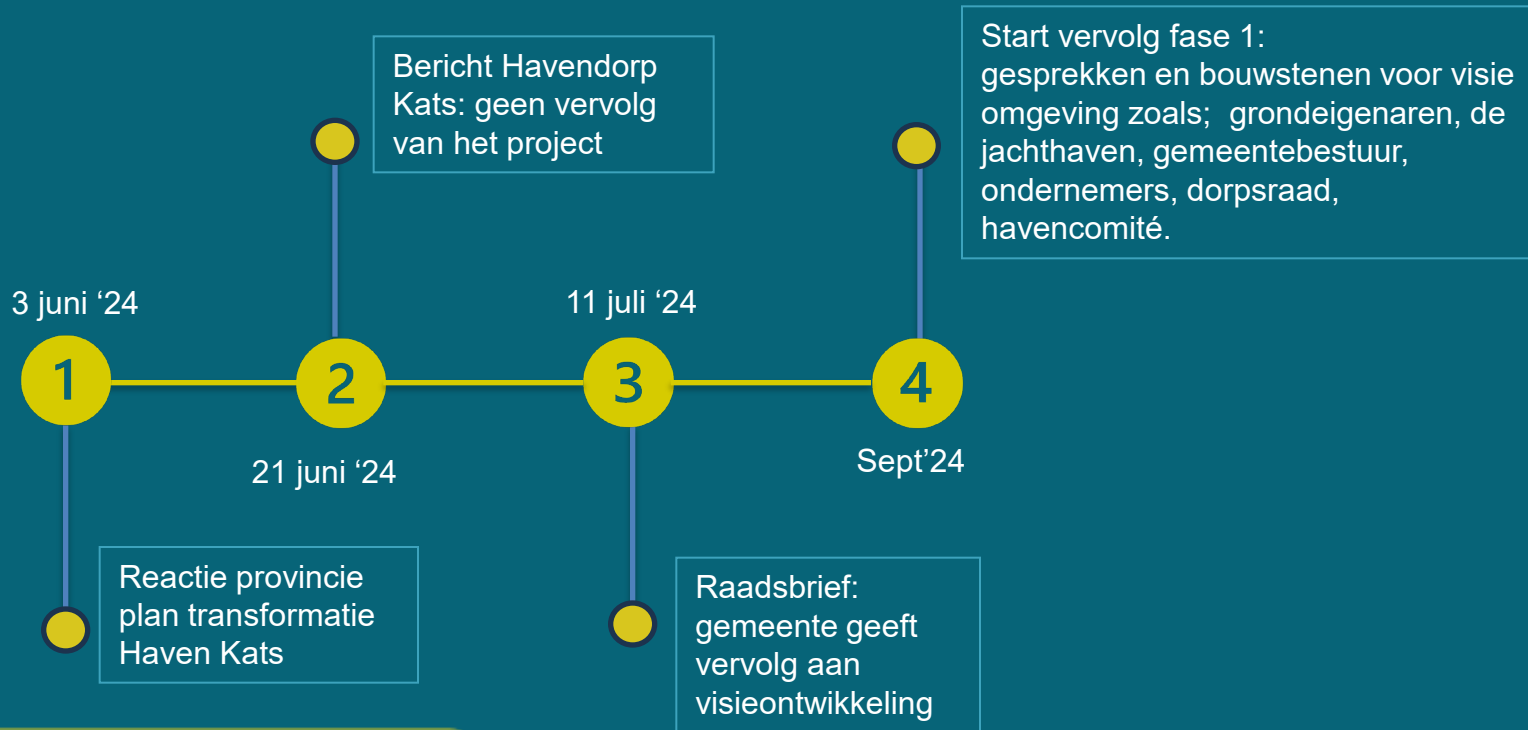 3 juni ‘24
1
Reactie provincie
plan transformatie
Haven Kats
Bericht Havendorp
Kats: geen vervolg
van het project
2
21 juni ‘24
11 juli ‘24
3
Raadsbrief:
gemeente geeft
vervolg aan
visieontwikkeling
Start vervolg fase 1:
gesprekken en bouwstenen voor visie
omgeving zoals;  grondeigenaren, de
jachthaven, gemeentebestuur,
ondernemers, dorpsraad,
havencomité.
4
Sept’24